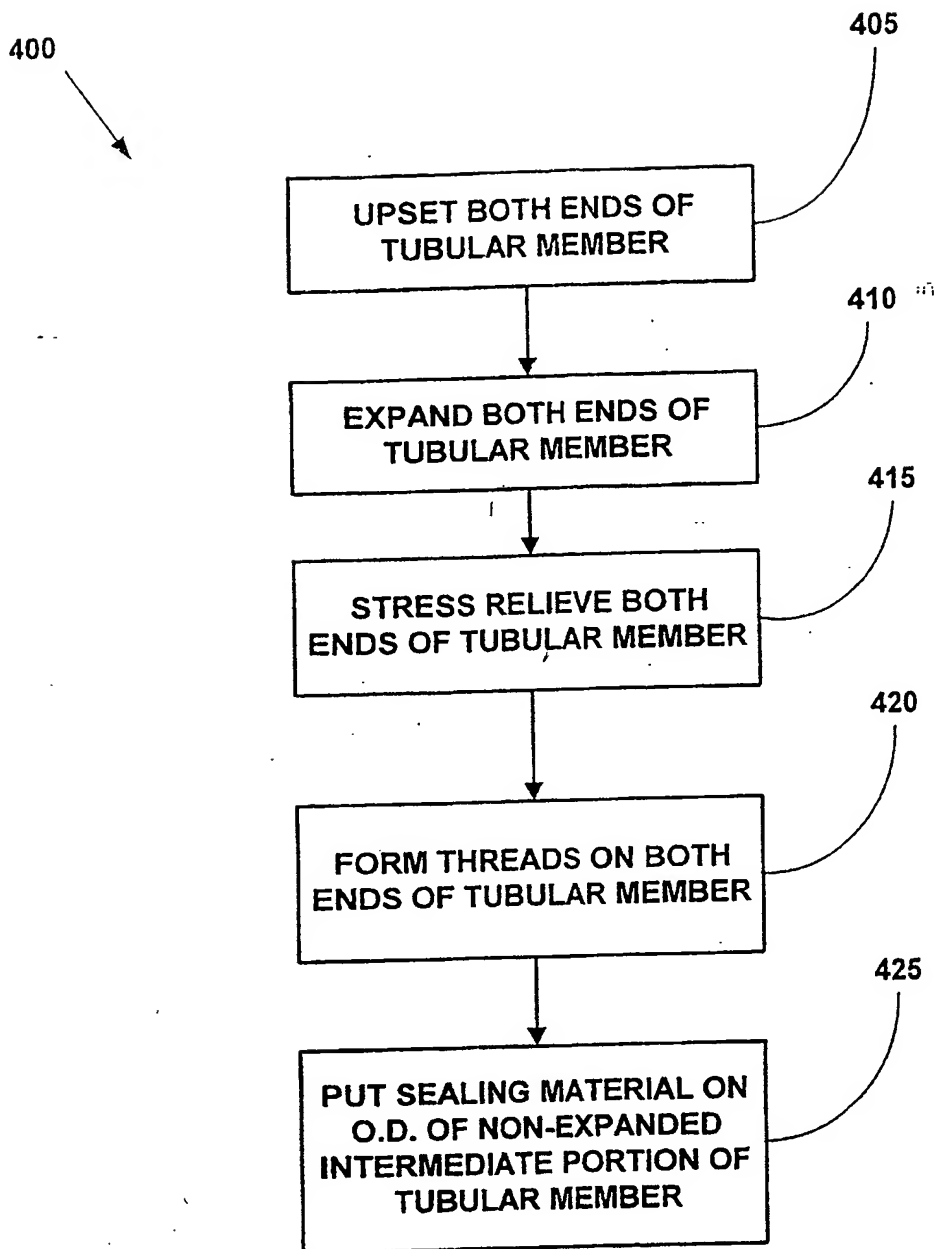 400
405
UPSET BOTH ENDS OF
TUBULAR MEMBER
410
EXPAND BOTH ENDS OF
TUBULAR MEMBER
415
STRESS RELIEVE BOTH
ENDS OF TUBULAR MEMBER
420
FORM THREADS ON BOTH
ENDS OF TUBULAR MEMBER
425
PUT SEALING MATERIAL ON
O.D. OF NON-EXPANDED
INTERMEDIATE PORTION OF
TUBULAR MEMBER